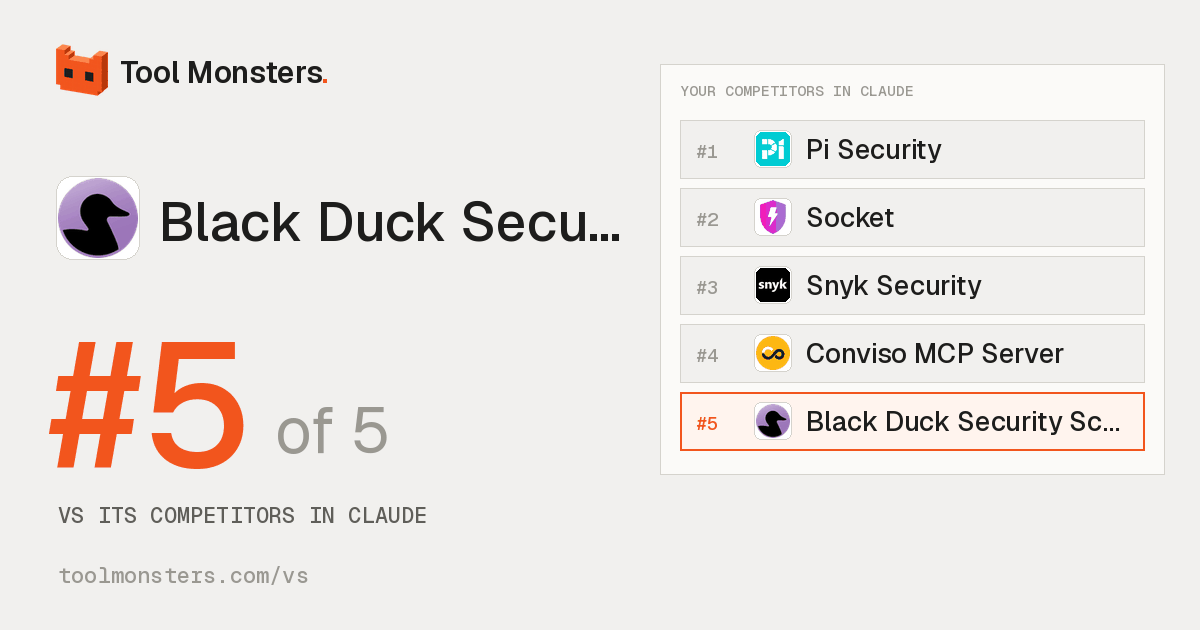 Tool Monsters.
Black Duck Secu...
#5 of 5
VS ITS COMPETITORS IN CLAUDE
toolmonsters.com/vs
YOUR COMPETITORS IN CLAUDE
#1 Pi Security
#2 Socket
#3 snyk Snyk Security
#4 Conviso MCP Server
#5 Black Duck Security Sc...